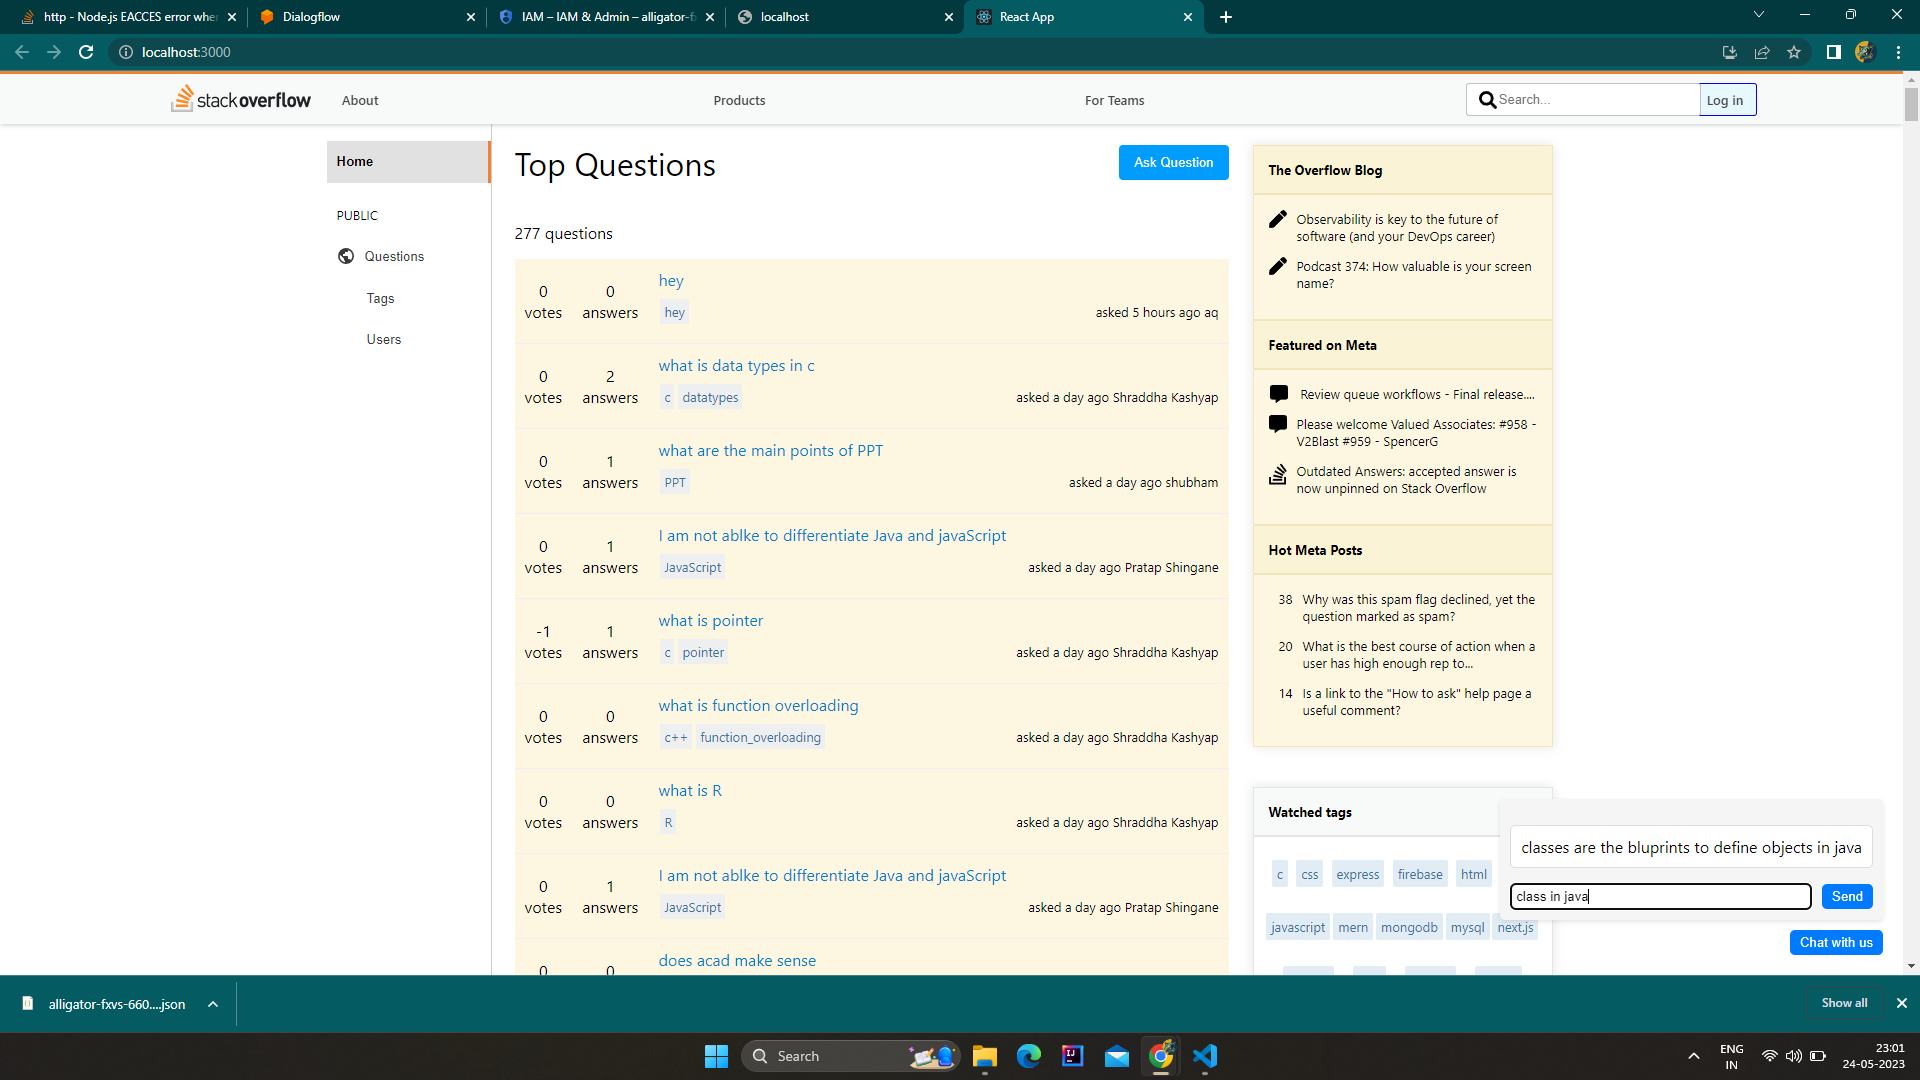 http - Node.js EACCES error when
Dialogflow
IAM – IAM & Admin – alligator-f
localhost
React App
localhost:3000
stackoverflow
About
Products
For Teams
Search...
Log in
Home
PUBLIC
Questions
Tags
Users
Top Questions
Ask Question
277 questions
0 votes
0 answers
hey
hey
asked 5 hours ago aq
0 votes
2 answers
what is data types in c
c datatypes
asked a day ago Shraddha Kashyap
0 votes
1 answers
what are the main points of PPT
PPT
asked a day ago shubham
0 votes
1 answers
I am not ablke to differentiate Java and javaScript
JavaScript
asked a day ago Pratap Shingane
-1 votes
1 answers
what is pointer
c pointer
asked a day ago Shraddha Kashyap
0 votes
0 answers
what is function overloading
c++ function_overloading
asked a day ago Shraddha Kashyap
0 votes
0 answers
what is R
R
asked a day ago Shraddha Kashyap
0 votes
1 answers
I am not ablke to differentiate Java and javaScript
JavaScript
asked a day ago Pratap Shingane
0
0
does acad make sense
The Overflow Blog
Observability is key to the future of
software (and your DevOps career)
Podcast 374: How valuable is your screen
name?
Featured on Meta
Review queue workflows - Final release....
Please welcome Valued Associates: #958 -
V2Blast #959 - SpencerG
Outdated Answers: accepted answer is
now unpinned on Stack Overflow
Hot Meta Posts
38 Why was this spam flag declined, yet the
question marked as spam?
20 What is the best course of action when a
user has high enough rep to...
14 Is a link to the "How to ask" help page a
useful comment?
Watched tags
c css express firebase html
javascript mern mongodb mysql next.js
classes are the bluprints to define objects in java
class in java
Send
Chat with us
alligator-fxvs-660....json
Show all
Search
ENG
IN
23:01
24-05-2023